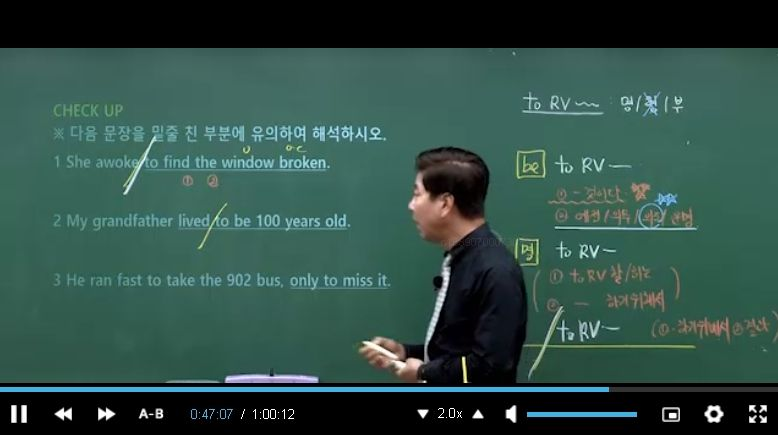 CHECK UP
※ 다음 문장을 밑줄 친 부분에 유의하여 해석하시오.
1 She awoke to find the window broken.
① ②
2 My grandfather lived to be 100 years old.
3 He ran fast to take the 902 bus, only to miss it.
to RV : 명/형/부
be to RV
① - 것이다
② 예정/의무/의도/운명
명 to RV
① to RV 할/하는
② 하기위해서
to RV (① 하기위해서 ② 결과
A-B
0:47:07 / 1:00:12
2.0x